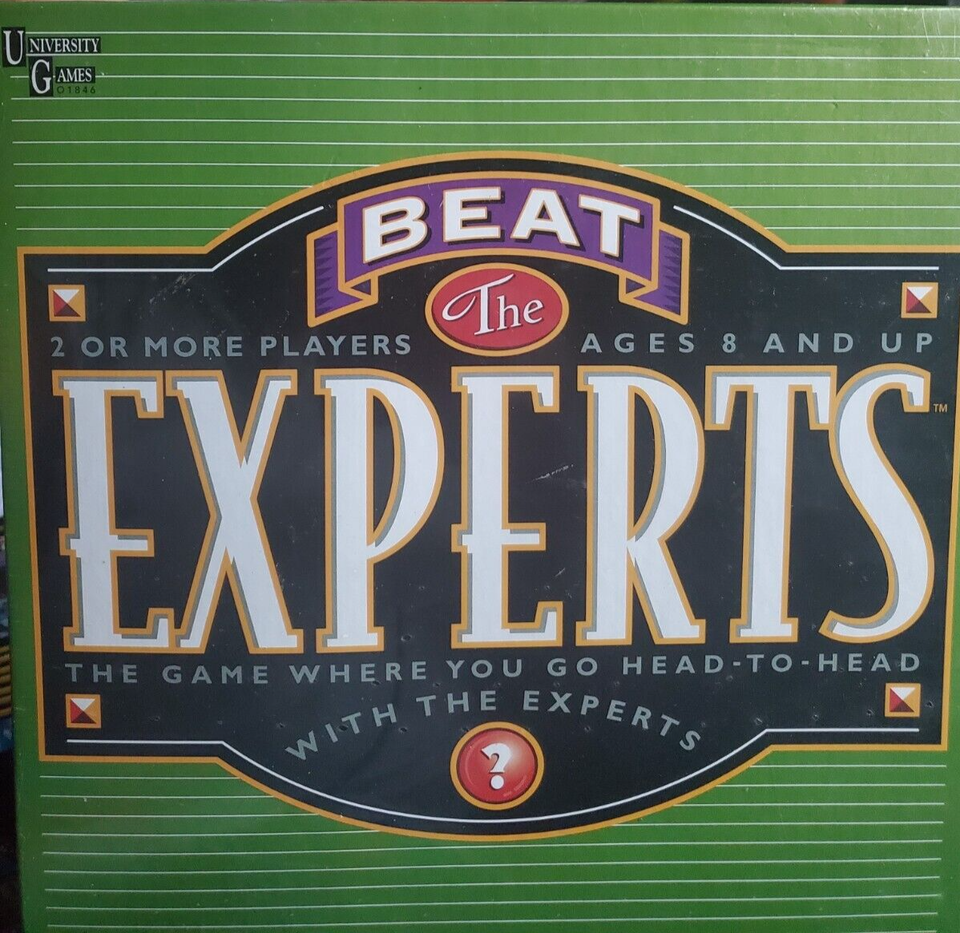 UNIVERSITY
GAMES
01846
BEAT
The
2 OR MORE PLAYERS AGES 8 AND UP
EXPERTS™
THE GAME WHERE YOU GO HEAD-TO-HEAD
WITH THE EXPERTS
?